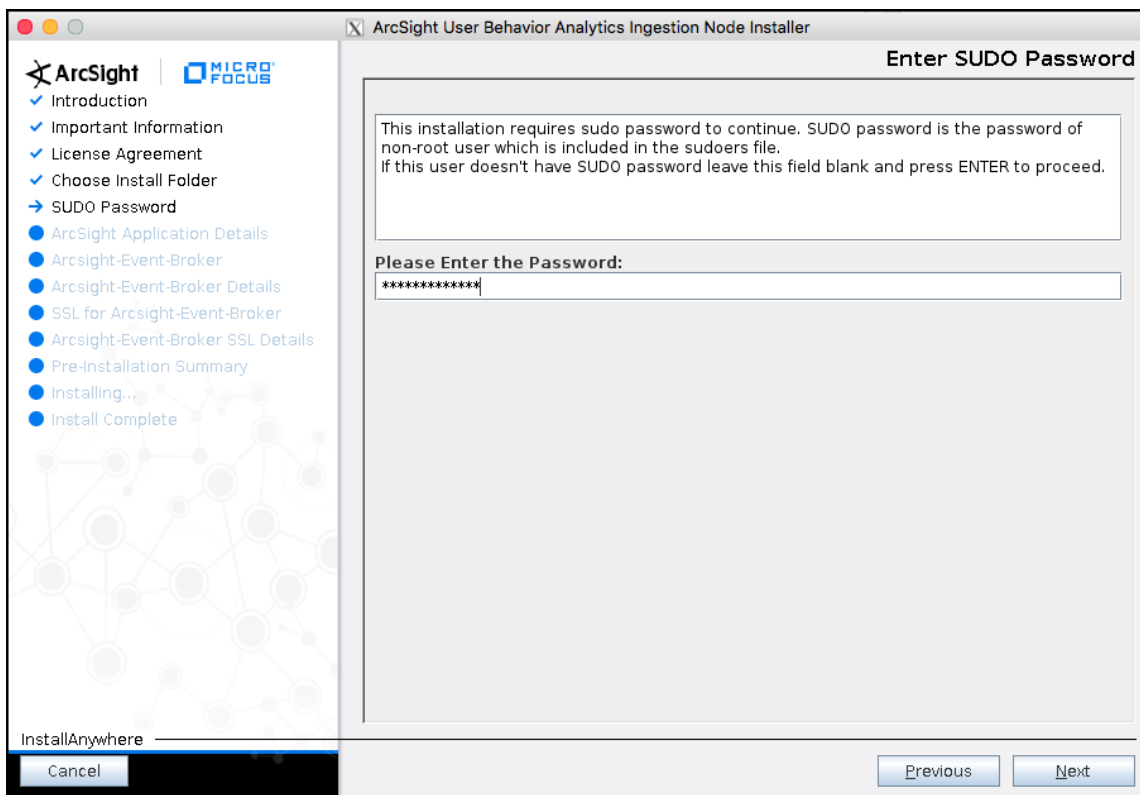 ArcSight User Behavior Analytics Ingestion Node Installer
ArcSight
MICRO
FOCUS
Introduction
Important Information
License Agreement
Choose Install Folder
SUDO Password
ArcSight Application Details
Arcsight-Event-Broker
Arcsight-Event-Broker Details
SSL for Arcsight-Event-Broker
Arcsight-Event-Broker SSL Details
Pre-Installation Summary
Installing...
Install Complete
Enter SUDO Password
This installation requires sudo password to continue. SUDO password is the password of
non-root user which is included in the sudoers file.
If this user doesn't have SUDO password leave this field blank and press ENTER to proceed.
Please Enter the Password:
*************
InstallAnywhere
Cancel
Previous
Next